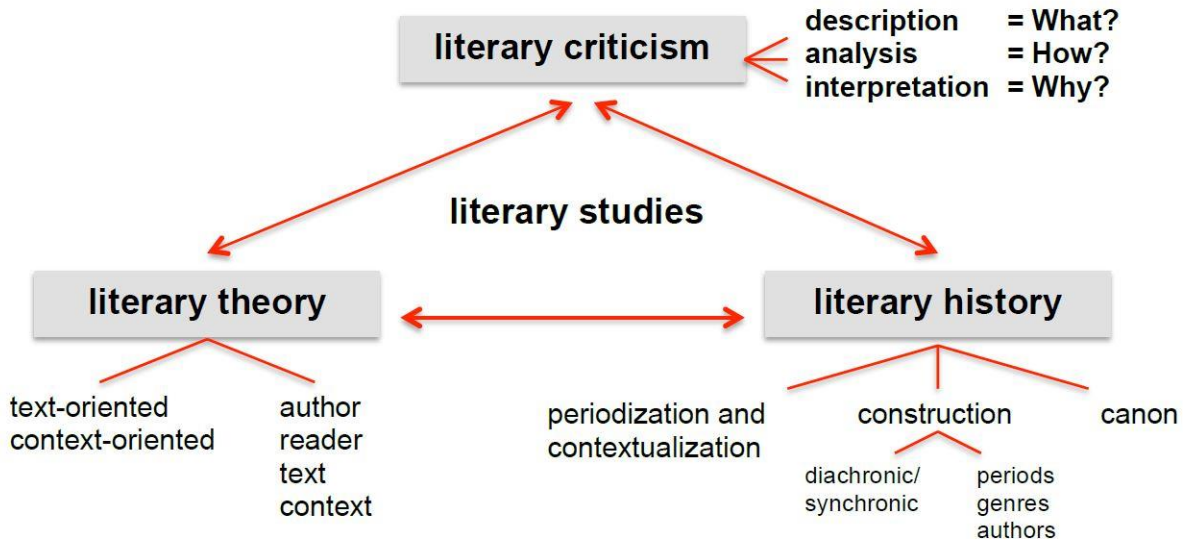 literary criticism
description = What?
analysis = How?
interpretation = Why?
literary studies
literary theory
literary history
text-oriented
context-oriented
author
reader
text
context
periodization and
contextualization
construction
canon
diachronic/
synchronic
periods
genres
authors